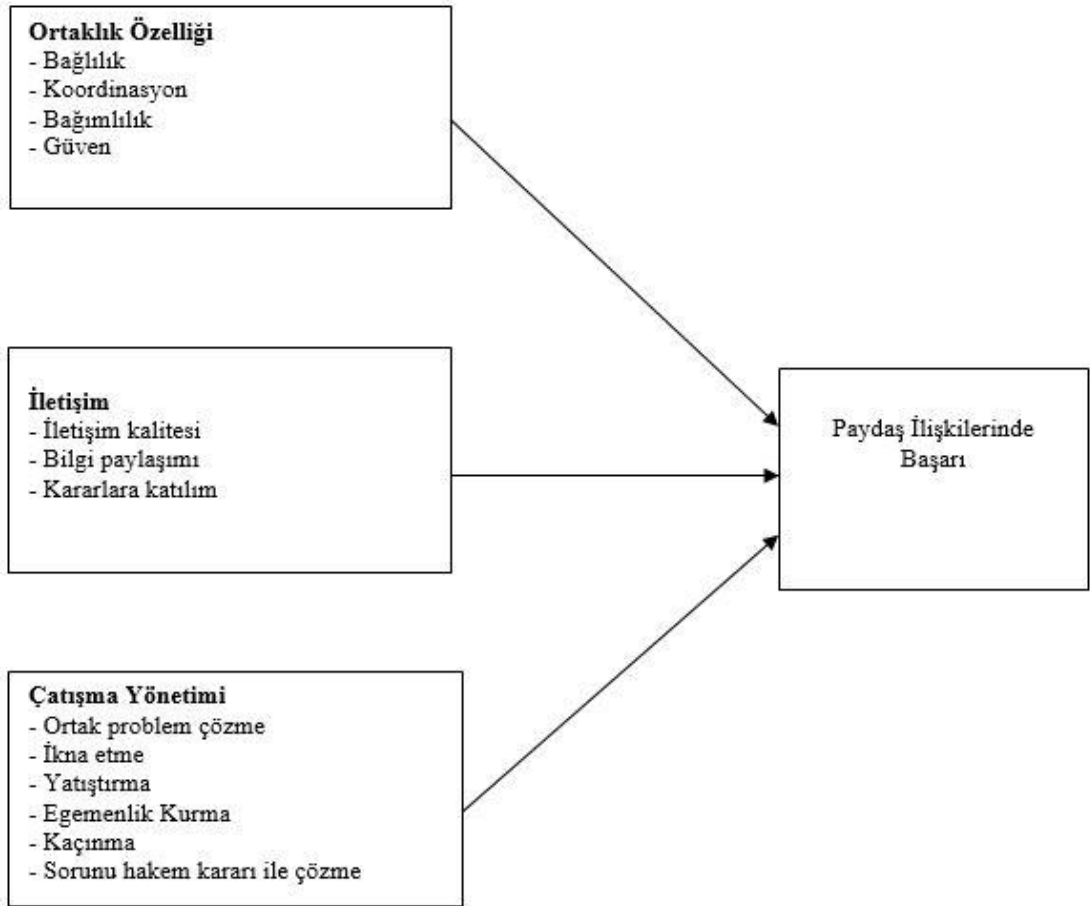 Ortaklık Özelliği
- Bağlılık
- Koordinasyon
- Bağımlılık
- Güven
İletişim
- İletişim kalitesi
- Bilgi paylaşımı
- Kararlara katılım
Paydaş İlişkilerinde
Başarı
Çatışma Yönetimi
- Ortak problem çözme
- İkna etme
- Yatıştırma
- Egemenlik Kurma
- Kaçınma
- Sorunu hakem kararı ile çözme